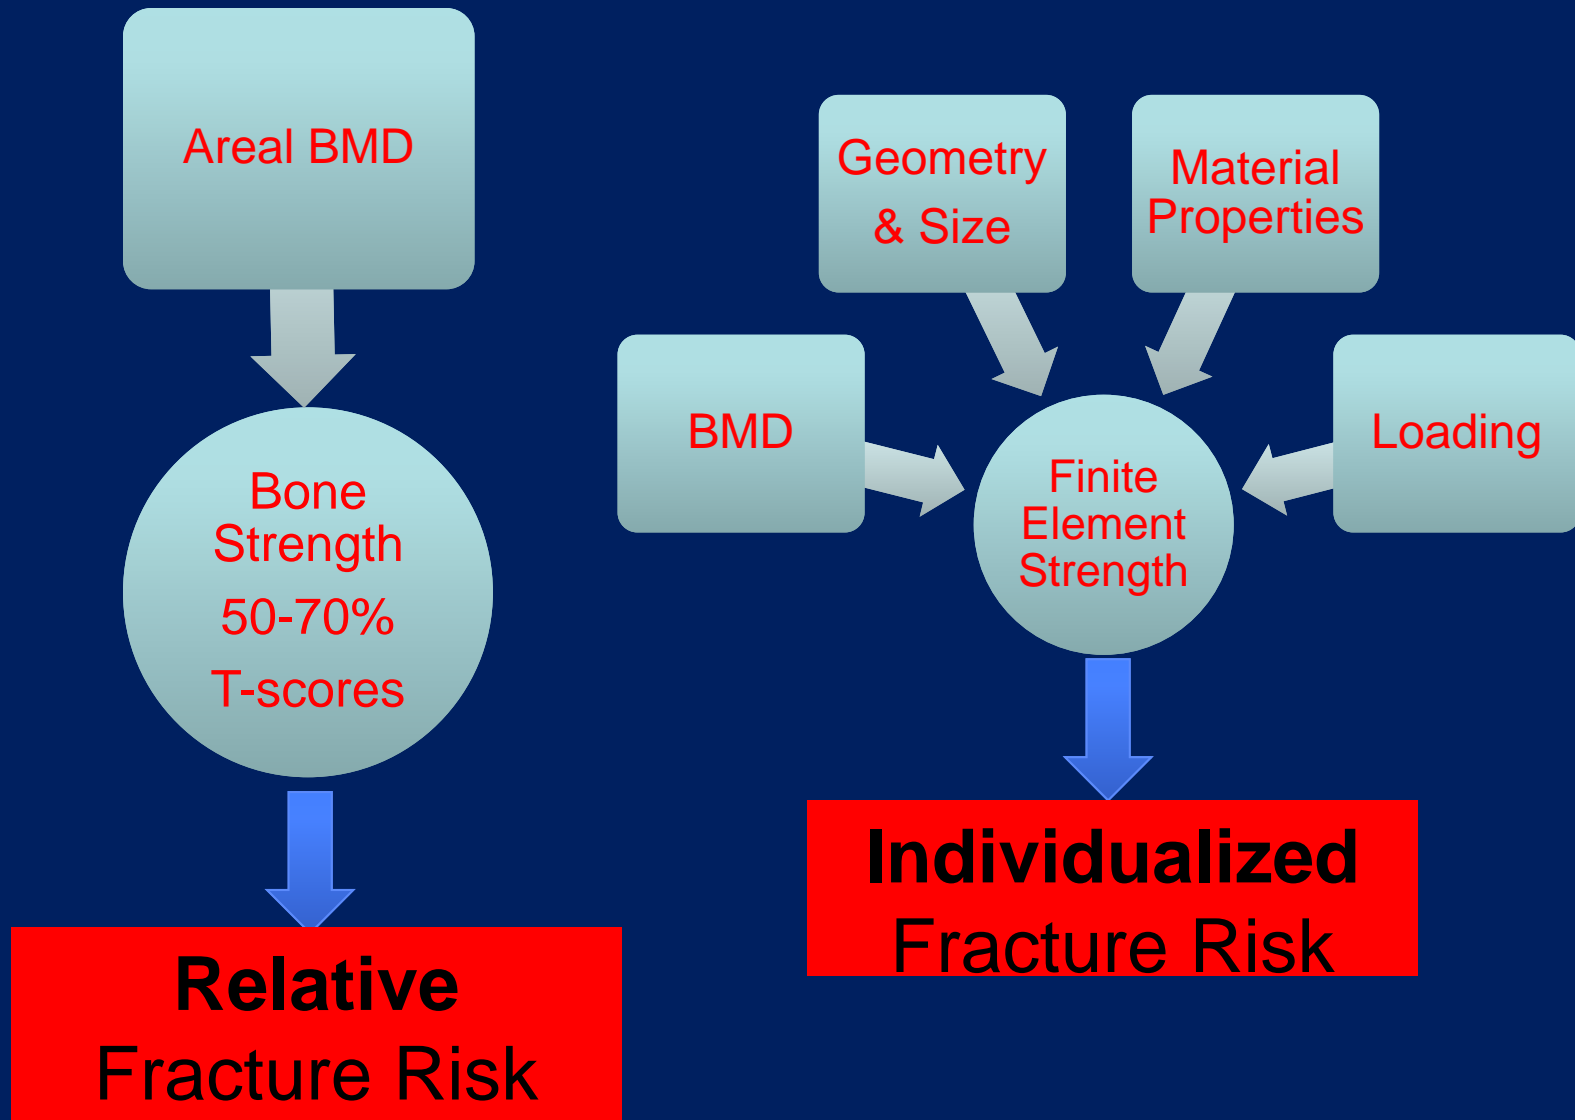 Areal BMD
Bone
Strength
50-70%
T-scores
Relative
Fracture Risk
Geometry
& Size
Material
Properties
BMD
Loading
Finite
Element
Strength
Individualized
Fracture Risk